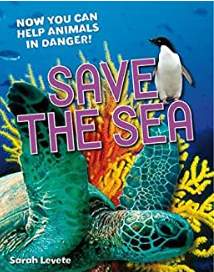 NOW YOU CAN
HELP ANIMALS
IN DANGER!
SAVE
THE SEA
Sarah Levete